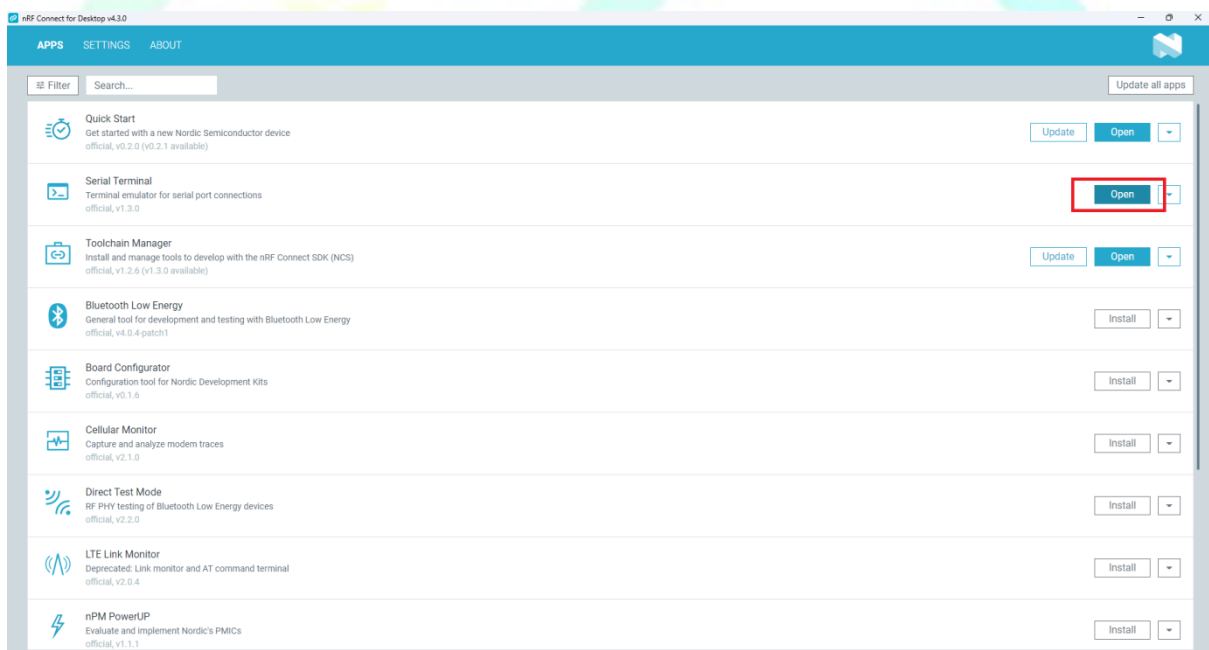 nRF Connect for Desktop v4.3.0
APPS SETTINGS ABOUT
Filter Search... Update all apps
Quick Start
Get started with a new Nordic Semiconductor device
official, v0.2.0 (v0.2.1 available)
Update Open
Serial Terminal
Terminal emulator for serial port connections
official, v1.3.0
Open
Toolchain Manager
Install and manage tools to develop with the nRF Connect SDK (NCS)
official, v1.2.6 (v1.3.0 available)
Update Open
Bluetooth Low Energy
General tool for development and testing with Bluetooth Low Energy
official, v4.0.4-patch1
Install
Board Configurator
Configuration tool for Nordic Development Kits
official, v0.1.6
Install
Cellular Monitor
Capture and analyze modem traces
official, v2.1.0
Install
Direct Test Mode
RF PHY testing of Bluetooth Low Energy devices
official, v2.2.0
Install
LTE Link Monitor
Deprecated: Link monitor and AT command terminal
official, v2.0.4
Install
nPM PowerUP
Evaluate and implement Nordic's PMICs
official, v1.1.1
Install